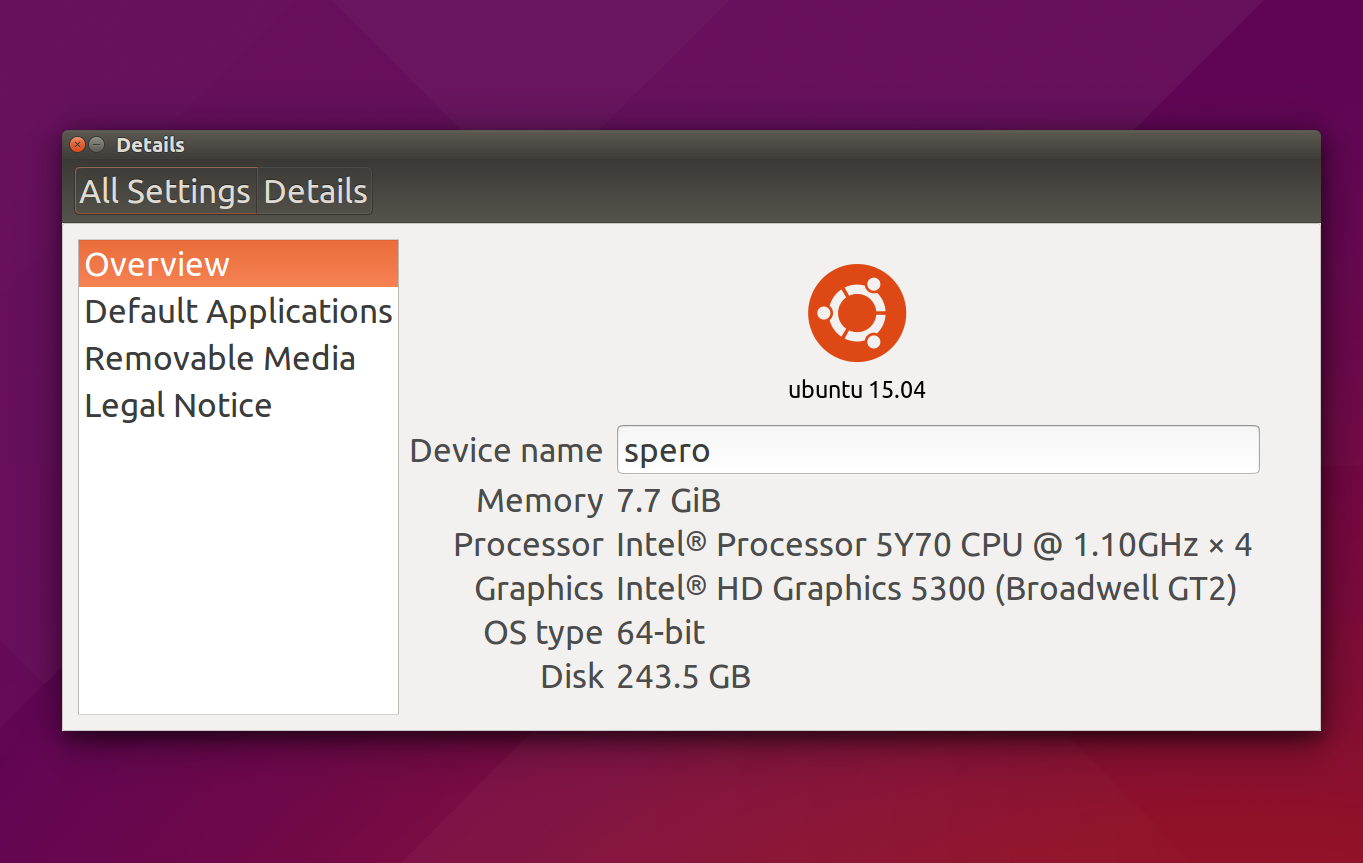 Details
All Settings Details
Overview
Default Applications
Removable Media
Legal Notice
ubuntu 15.04
Device name spero
Memory 7.7 GiB
Processor Intel® Processor 5Y70 CPU @ 1.10GHz × 4
Graphics Intel® HD Graphics 5300 (Broadwell GT2)
OS type 64-bit
Disk 243.5 GB